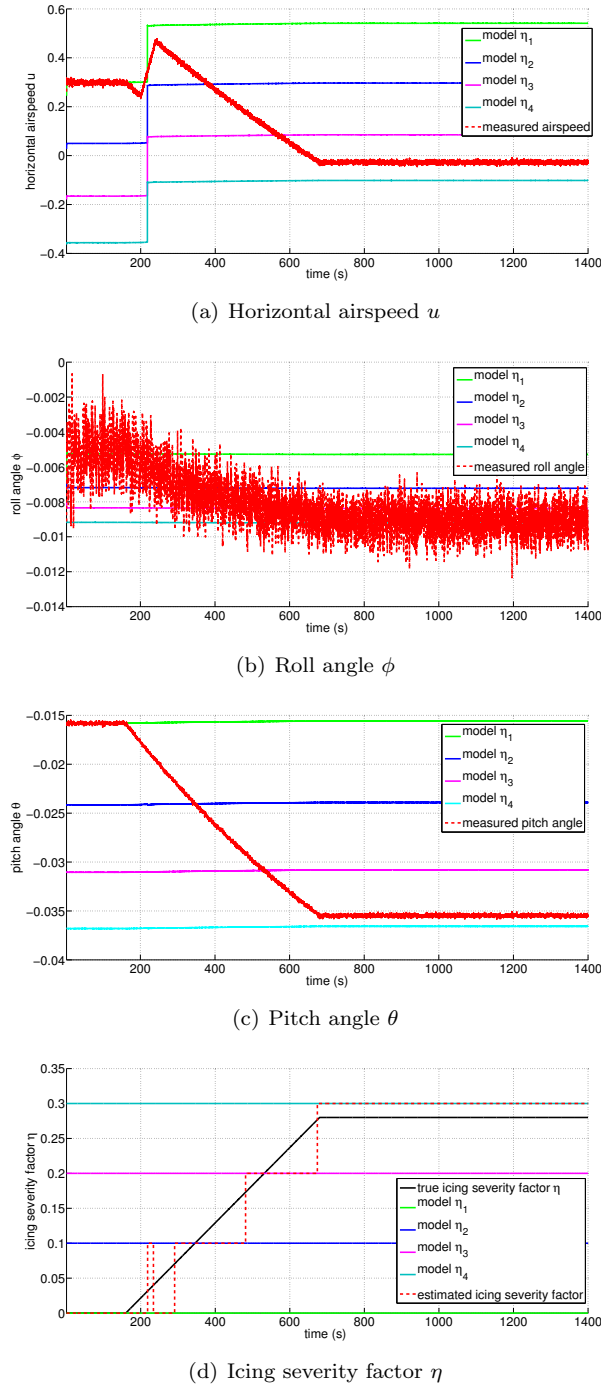 0.6
0.4
0.2
0
−0.2
−0.4
horizontal airspeed u
model η1
model η2
model η3
model η4
measured airspeed
200 400 600 800 1000 1200 1400
time (s)
(a) Horizontal airspeed u
0
−0.002
−0.004
−0.006
−0.008
−0.01
−0.011
−0.014
roll angle ϕ
model η1
model η2
model η3
model η4
measured roll angle
200 400 600 800 1000 1200 1400
time (s)
(b) Roll angle ϕ
−0.015
−0.02
−0.025
−0.03
−0.035
−0.04
pitch angle θ
model η1
model η2
model η3
model η4
measured pitch angle
200 400 600 800 1000 1200 1400
time (s)
(c) Pitch angle θ
0.35
0.3
0.25
0.2
0.15
0.1
0.05
0
icing severity factor η
true icing severity factor η
model η1
model η2
model η3
model η4
estimated icing severity factor
200 400 600 800 1000 1200 1400
time (s)
(d) Icing severity factor η